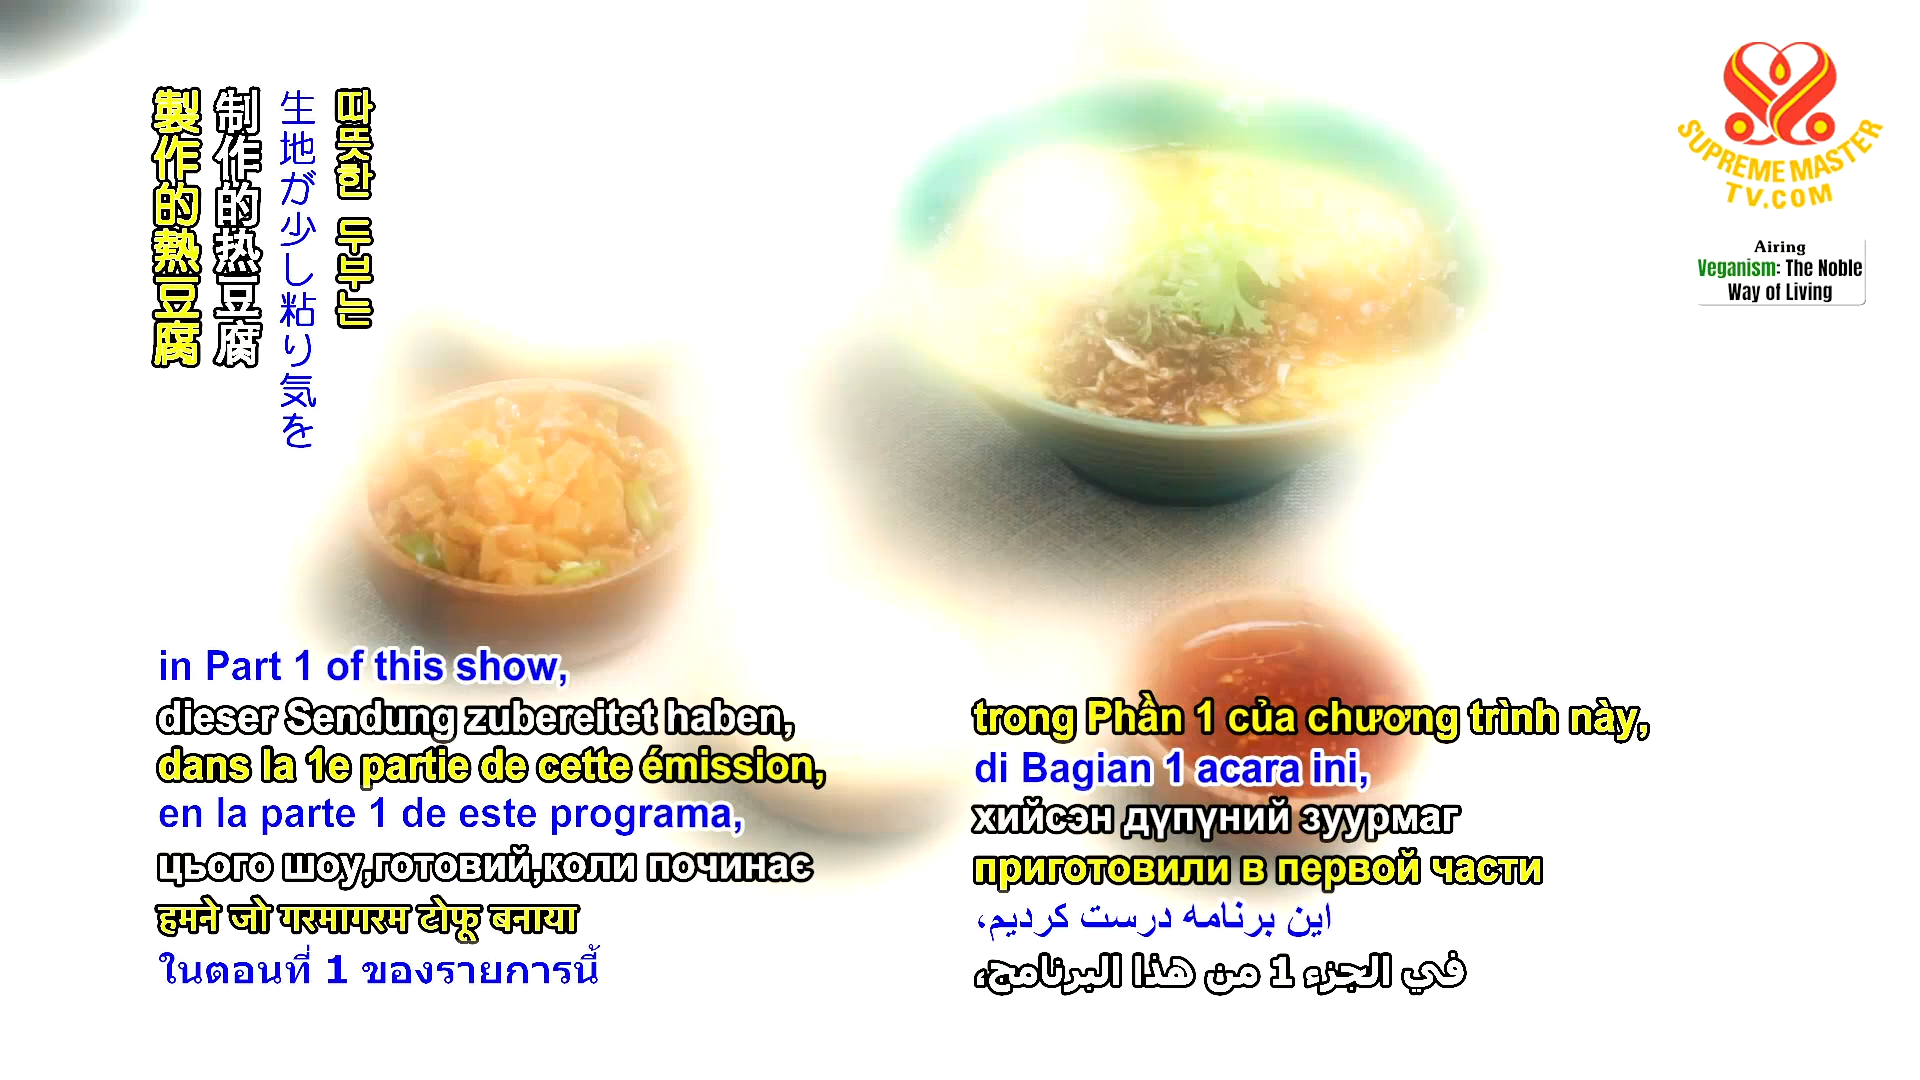 製作的熱豆腐
制作的热豆腐
生地が少し粘り気を
따뜻한 두부는
SUPREME MASTER
TV.COM
Airing
Veganism: The Noble
Way of Living
in Part 1 of this show,
dieser Sendung zubereitet haben,
dans la 1e partie de cette émission,
en la parte 1 de este programa,
цього шоу,готовий,коли починає
हमने जो गरमागरम टोफू बनाया
ในตอนที่ 1 ของรายการนี้
trong Phần 1 của chương trình này,
di Bagian 1 acara ini,
хийсэн дүпүний зуурмаг
приготовили в первой части
این برنامه درست کردیم،
في الجزء 1 من هذا البرنامج،